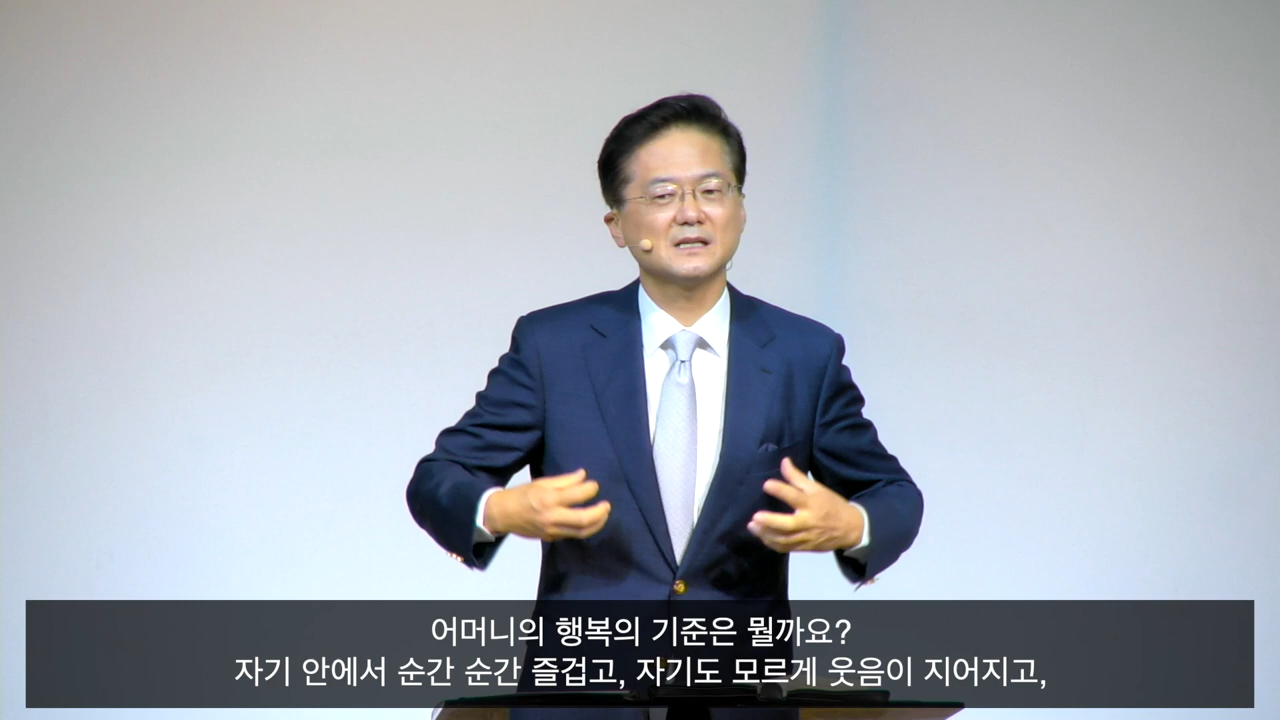 어머니의 행복의 기준은 뭘까요?
자기 안에서 순간 순간 즐겁고, 자기도 모르게 웃음이 지어지고,